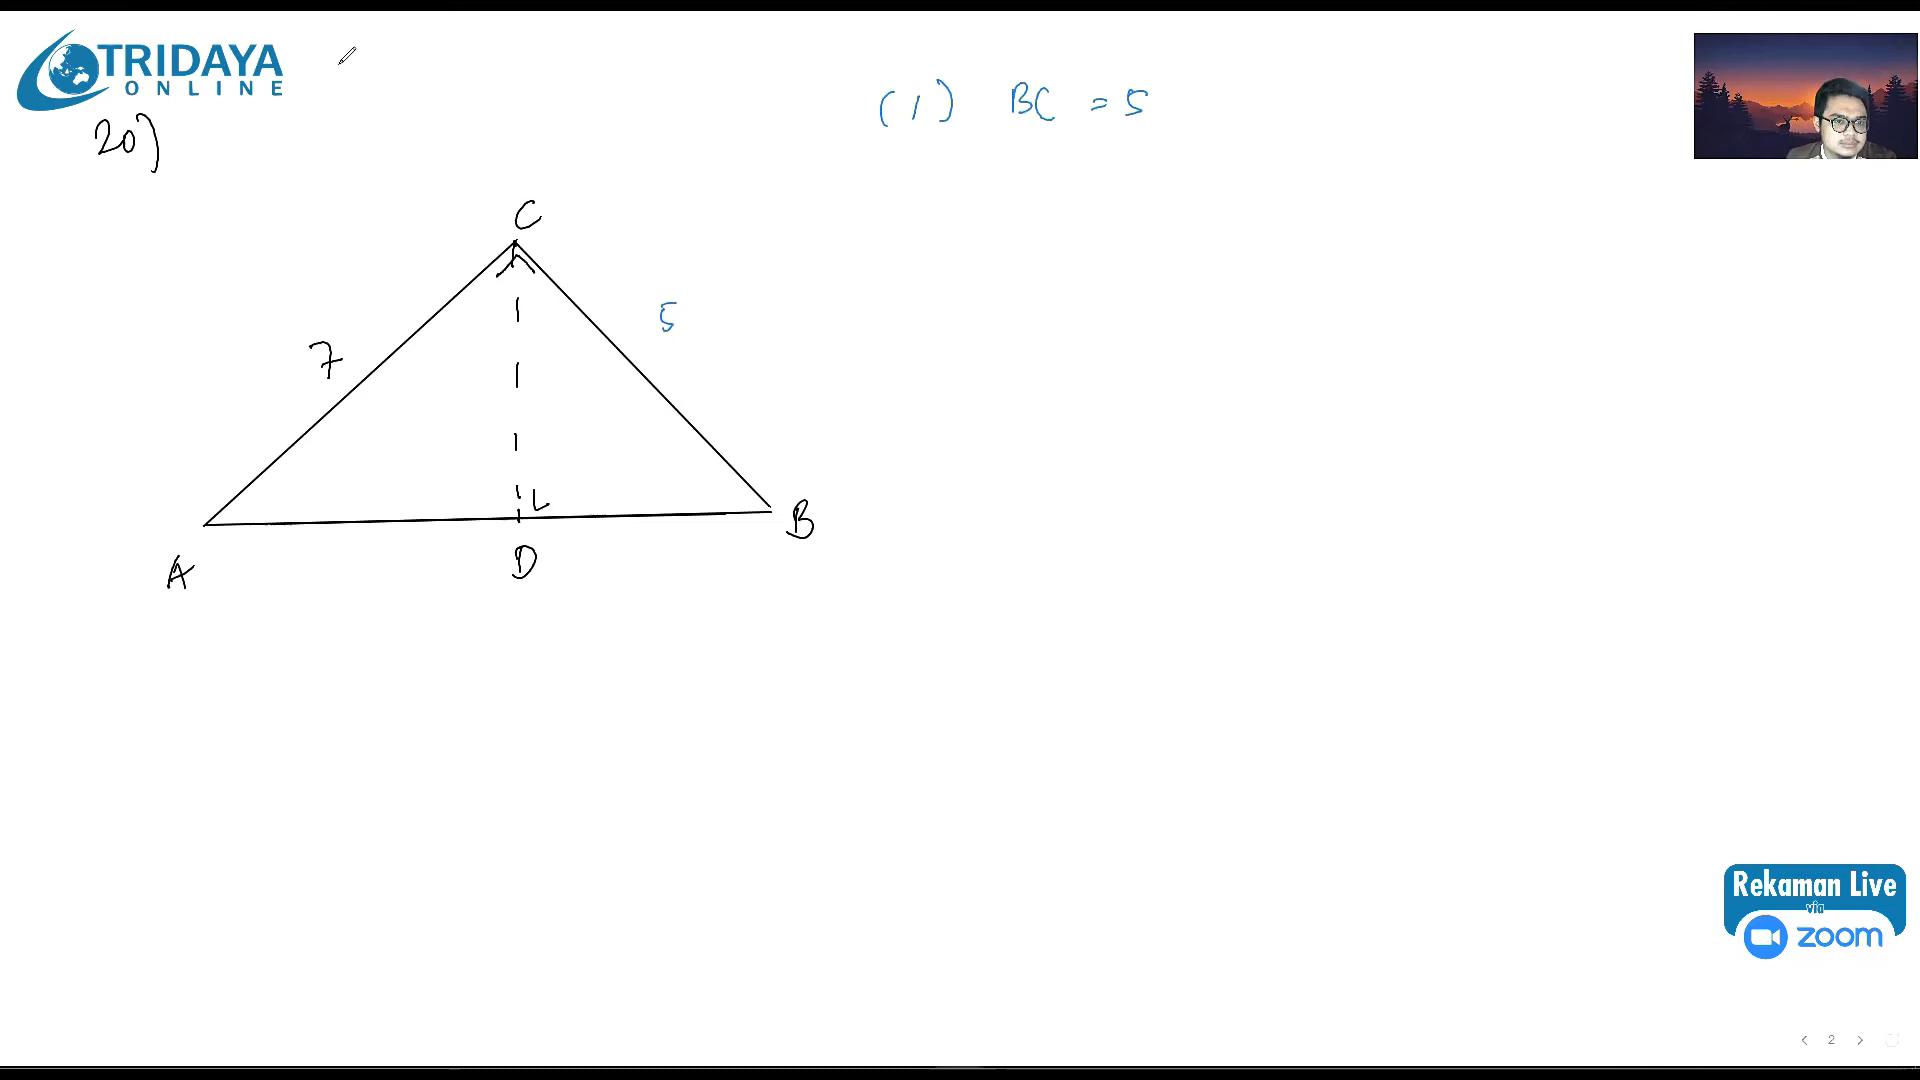 TRIDAYA
ONLINE
20)
(1) BC = 5
C
7
5
A
D
B
Rekaman Live
via
zoom
2